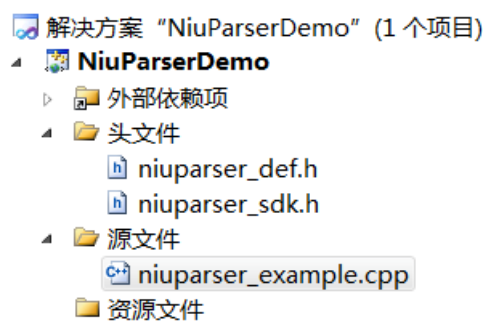 解决方案“NiuParserDemo”(1 个项目)
NiuParserDemo
外部依赖项
头文件
niuparser_def.h
niuparser_sdk.h
源文件
niuparser_example.cpp
资源文件